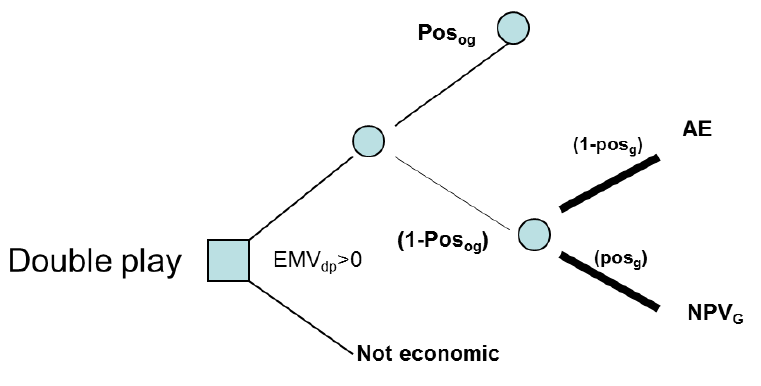 Pos_og
AE
(1-pos_g)
(1-Pos_og)
Double play
EMV_dp>0
(pos_g)
NPV_G
Not economic